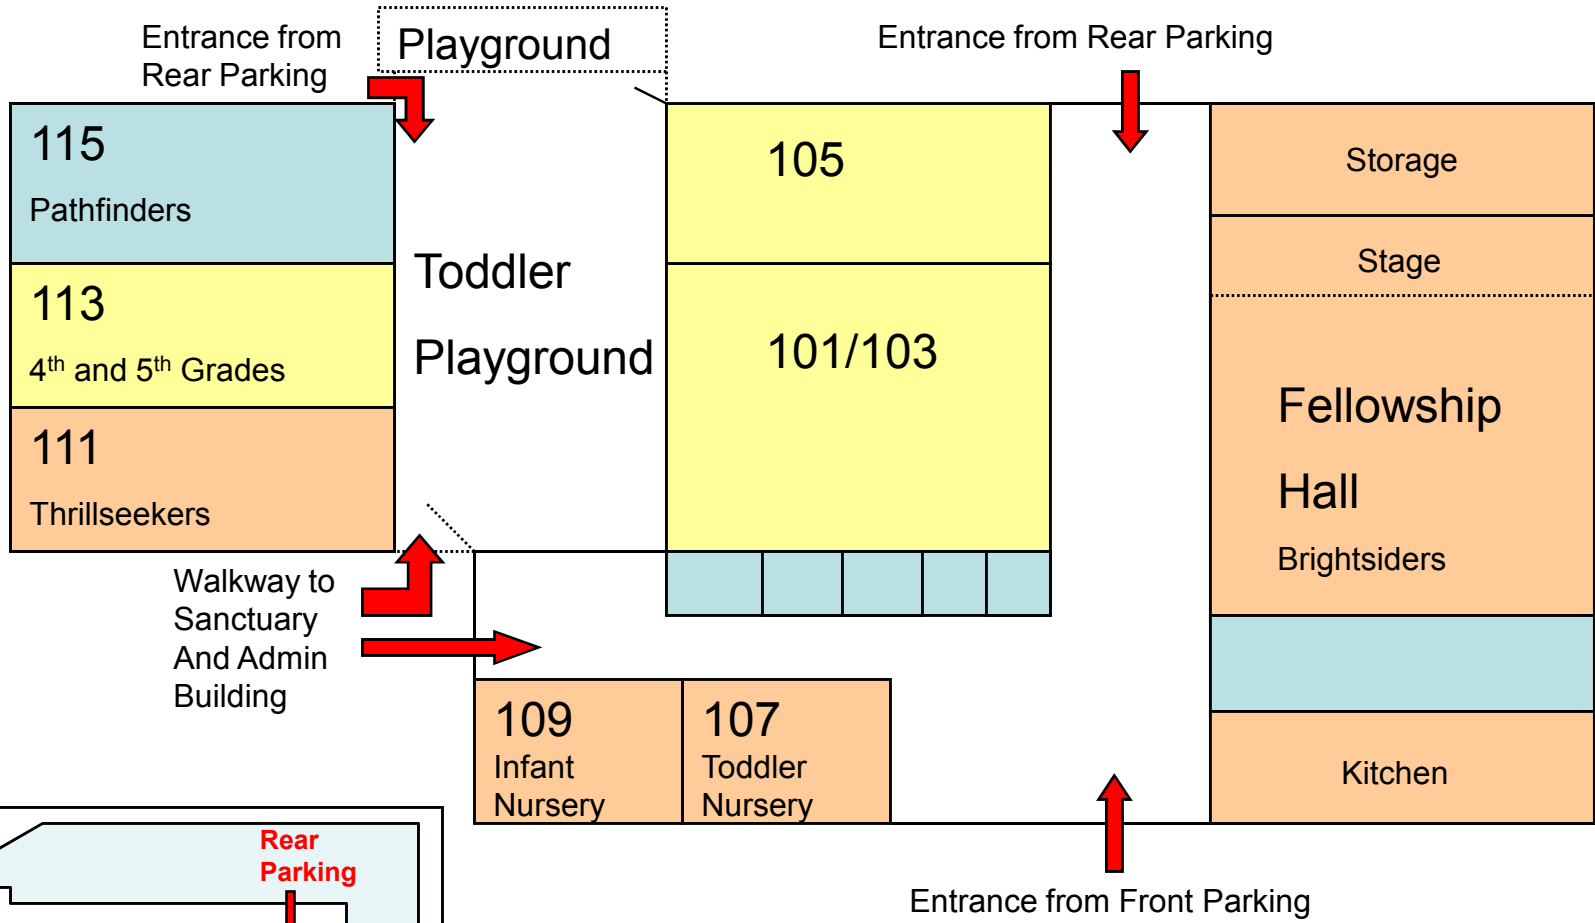 Entrance from
Rear Parking
Playground
Entrance from Rear Parking
115
Pathfinders
105
Storage
Stage
Toddler
Playground
113
4th and 5th Grades
101/103
Fellowship
Hall
Brightsiders
111
Thrillseekers
Walkway to
Sanctuary
And Admin
Building
109
Infant
Nursery
107
Toddler
Nursery
Kitchen
Rear
Parking
Entrance from Front Parking